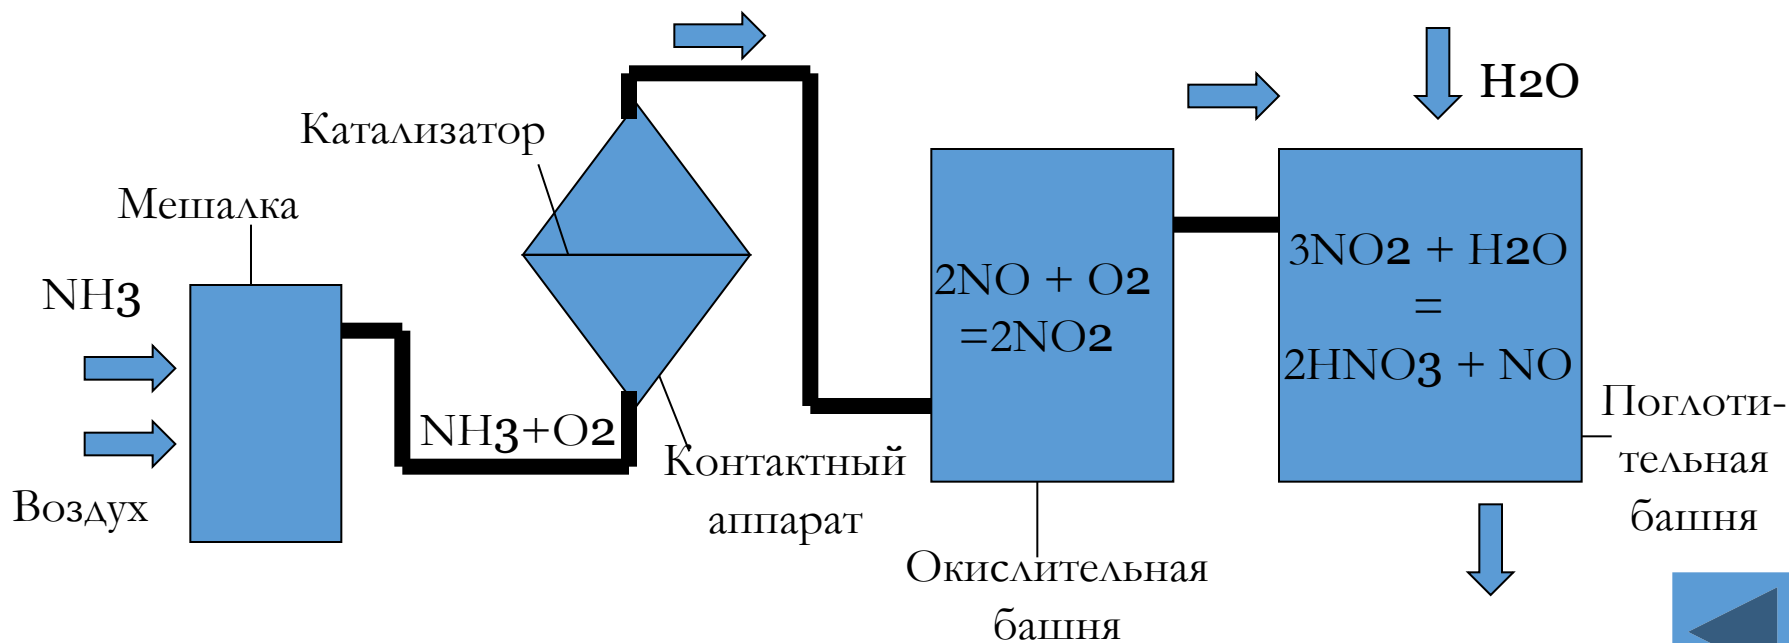 H2O
Катализатор
Мешалка
NH3
3NO2 + H2O
=
2HNO3 + NO
2NO + O2
=2NO2
NH3+O2
Контактный
аппарат
Поглоти-
тельная
башня
Воздух
Окислительная
башня